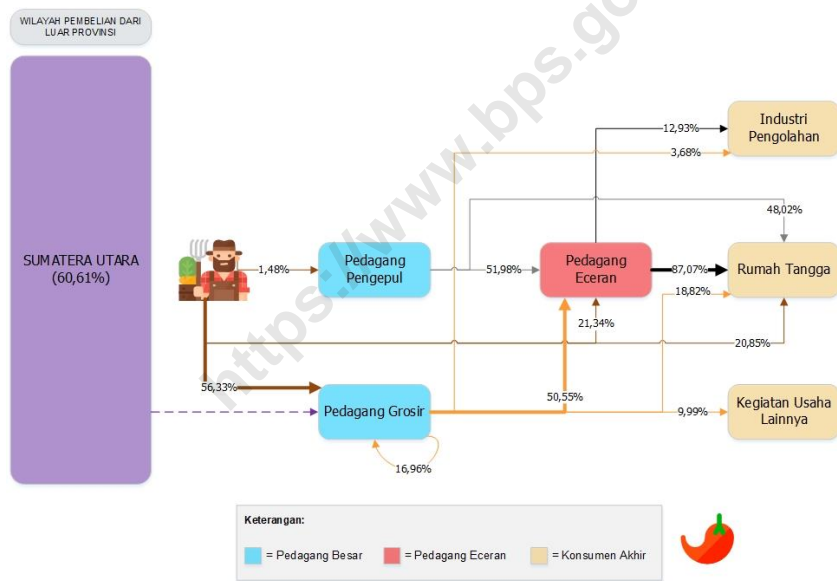 WILAYAH PEMBELIAN DARI
LUAR PROVINSI
SUMATERA UTARA
(60,61%)
Industri
Pengolahan
12,93%
3,68%
48,02%
1,48%
Pedagang
Pengepul
51,98%
Pedagang
Eceran
87,07%
Rumah Tangga
18,82%
21,34%
20,85%
56,33%
Pedagang Grosir
50,55%
9,99%
Kegiatan Usaha
Lainnya
16,96%
Keterangan:
= Pedagang Besar
= Pedagang Eceran
= Konsumen Akhir
https://www.bps.go